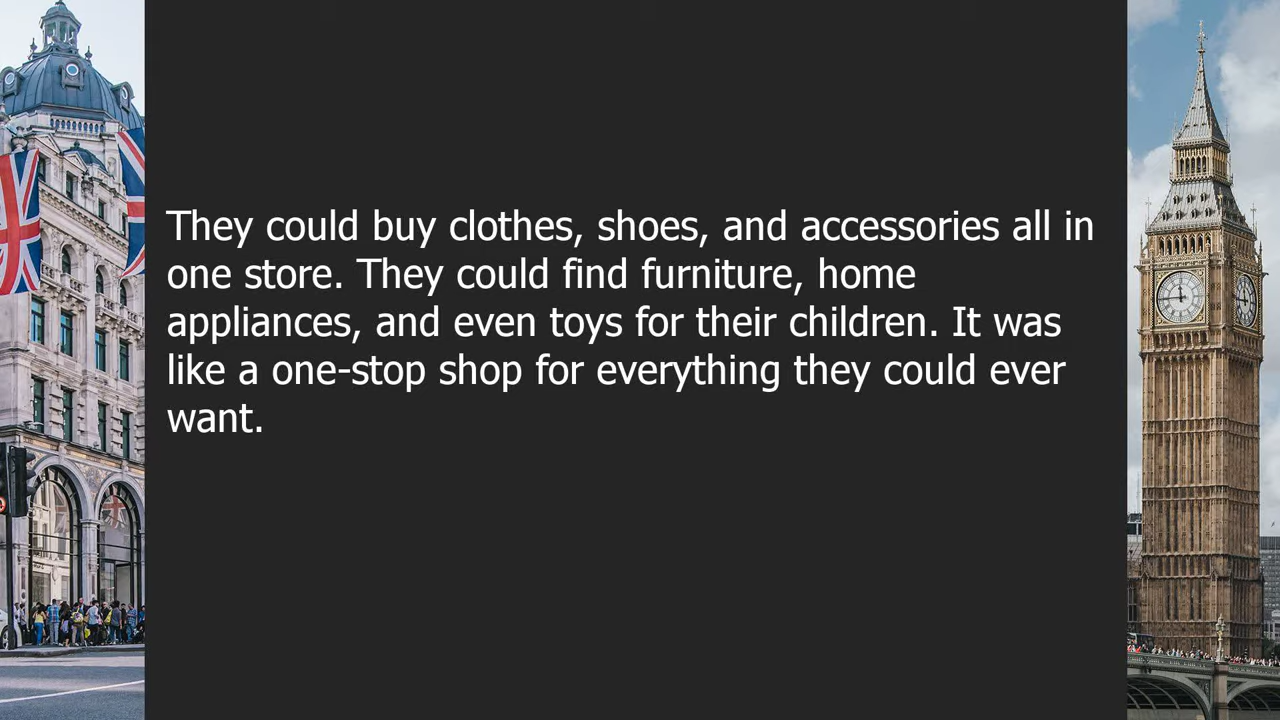 They could buy clothes, shoes, and accessories all in
one store. They could find furniture, home
appliances, and even toys for their children. It was
like a one-stop shop for everything they could ever
want.